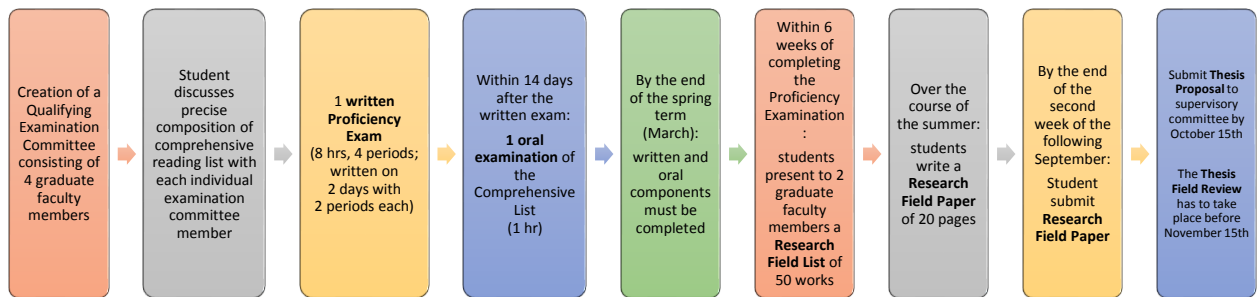 Creation of a
Qualifying
Examination
Committee
consisting of
4 graduate
faculty
members
Student
discusses
precise
composition of
comprehensive
reading list with
each individual
examination
committee
member
1 written
Proficiency
Exam
(8 hrs, 4 periods;
written on
2 days with
2 periods each)
Within 14 days
after the
written exam:
1 oral
examination of
the
Comprehensive
List
(1 hr)
By the end
of the spring
term
(March):
written and
oral
components
must be
completed
Within 6
weeks of
completing
the
Proficiency
Examination
:
students
present to 2
graduate
faculty
members a
Research
Field List of
50 works
Over the
course of
the summer:
students
write a
Research
Field Paper
of 20 pages
By the end
of the
second
week of the
following
September:
Student
submit
Research
Field Paper
Submit Thesis
Proposal to
supervisory
committee by
October 15th
The Thesis
Field Review
has to take
place before
November 15th